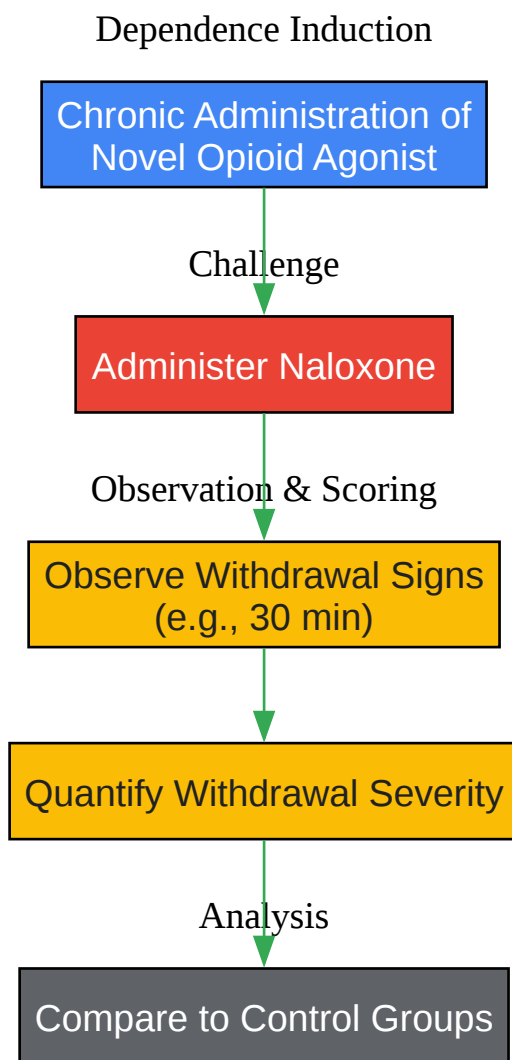 Dependence Induction
Chronic Administration of
Novel Opioid Agonist
Challenge
Administer Naloxone
Observation & Scoring
Observe Withdrawal Signs
(e.g., 30 min)
Quantify Withdrawal Severity
Analysis
Compare to Control Groups